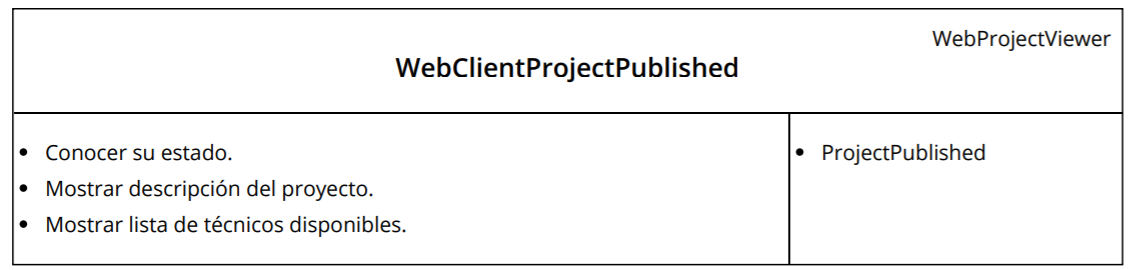 WebProjectViewer
WebClientProjectPublished
• Conocer su estado.
• Mostrar descripción del proyecto.
• Mostrar lista de técnicos disponibles.
• ProjectPublished